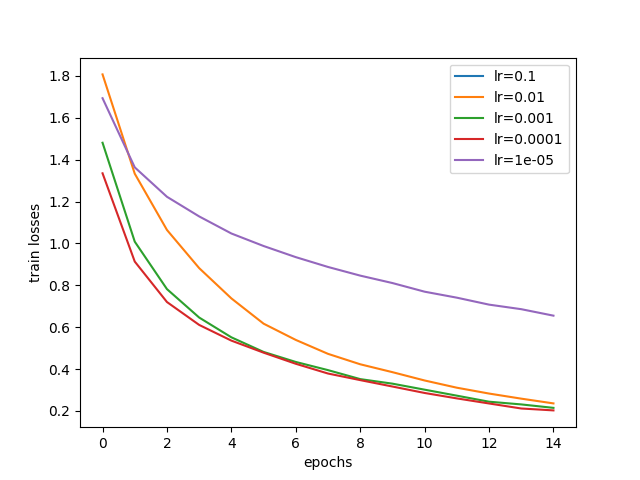 lr=0.1
lr=0.01
lr=0.001
lr=0.0001
lr=1e-05
1.8
1.6
1.4
1.2
1.0
0.8
0.6
0.4
0.2
train losses
0 2 4 6 8 10 12 14
epochs